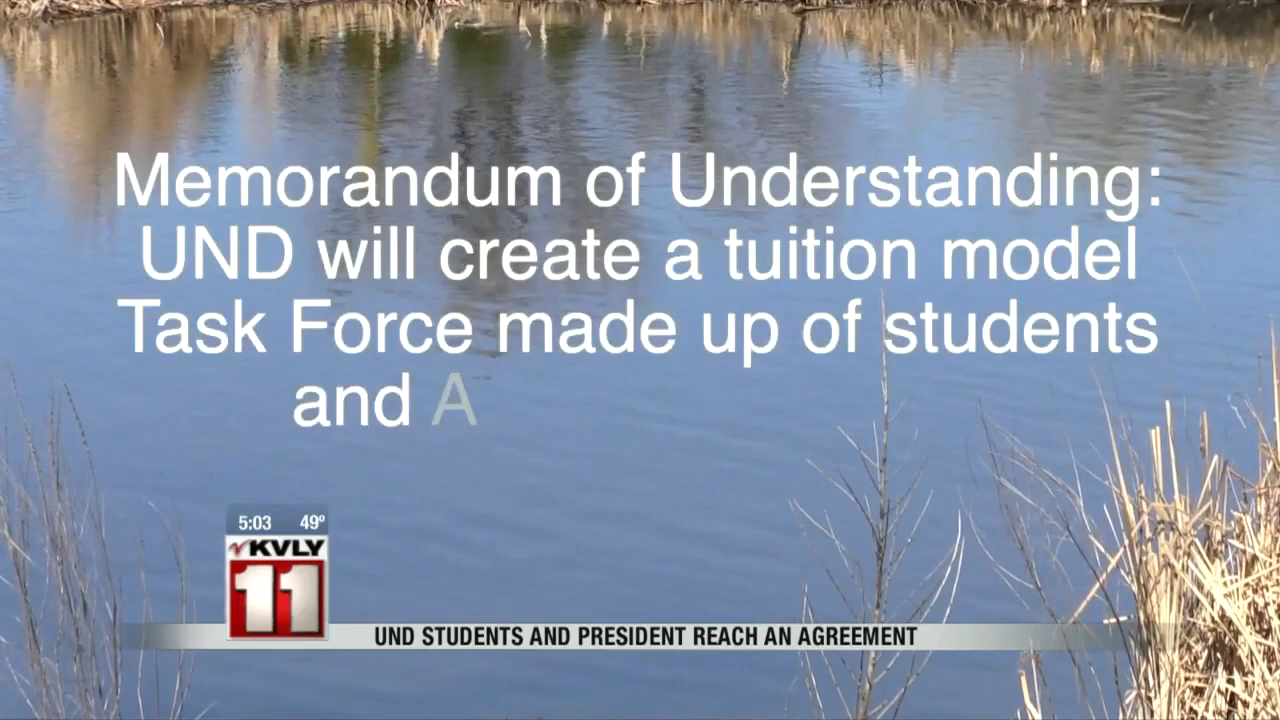 Memorandum of Understanding:
UND will create a tuition model
Task Force made up of students
and A
5:03 49º
KVLY
11
UND STUDENTS AND PRESIDENT REACH AN AGREEMENT